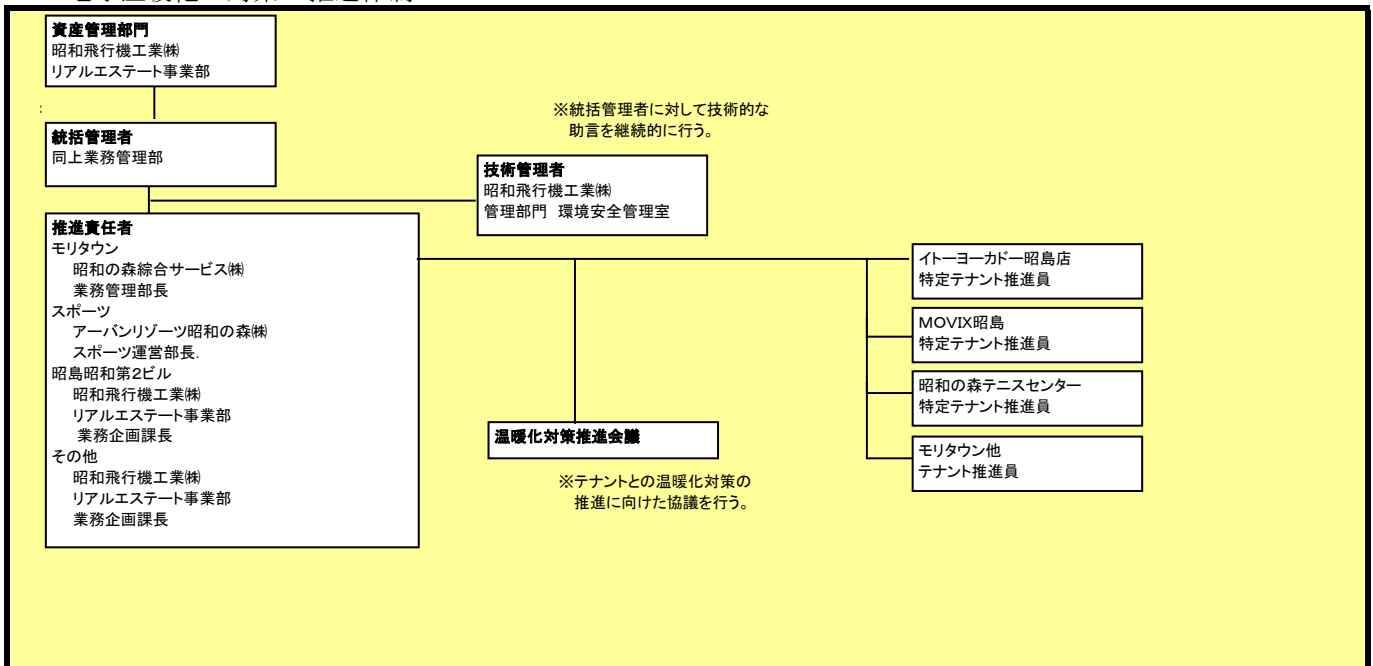 資産管理部門
昭和飛行機工業㈱
リアルエステート事業部
:
統括管理者
同上業務管理部
※統括管理者に対して技術的な
助言を継続的に行う。
技術管理者
昭和飛行機工業㈱
管理部門 環境安全管理室
推進責任者
モリタウン
昭和の森綜合サービス㈱
業務管理部長
スポーツ
アーバンリゾーツ昭和の森㈱
スポーツ運営部長.
昭島昭和第2ビル
昭和飛行機工業㈱
リアルエステート事業部
業務企画課長
その他
昭和飛行機工業㈱
リアルエステート事業部
業務企画課長
温暖化対策推進会議
※テナントとの温暖化対策の
推進に向けた協議を行う。
イトーヨーカドー昭島店
特定テナント推進員
MOVIX昭島
特定テナント推進員
昭和の森テニスセンター
特定テナント推進員
モリタウン他
テナント推進員